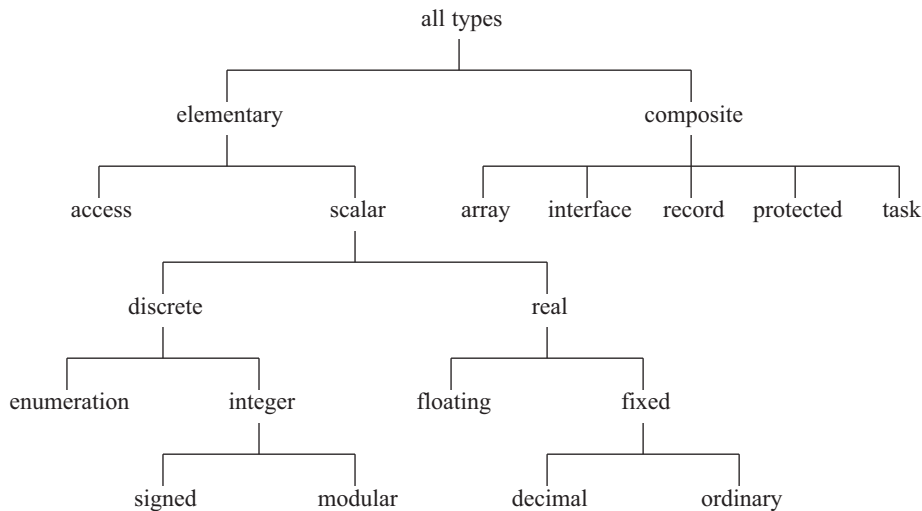 all types
elementary composite
access scalar array interface record protected task
discrete real
enumeration integer floating fixed
signed modular decimal ordinary